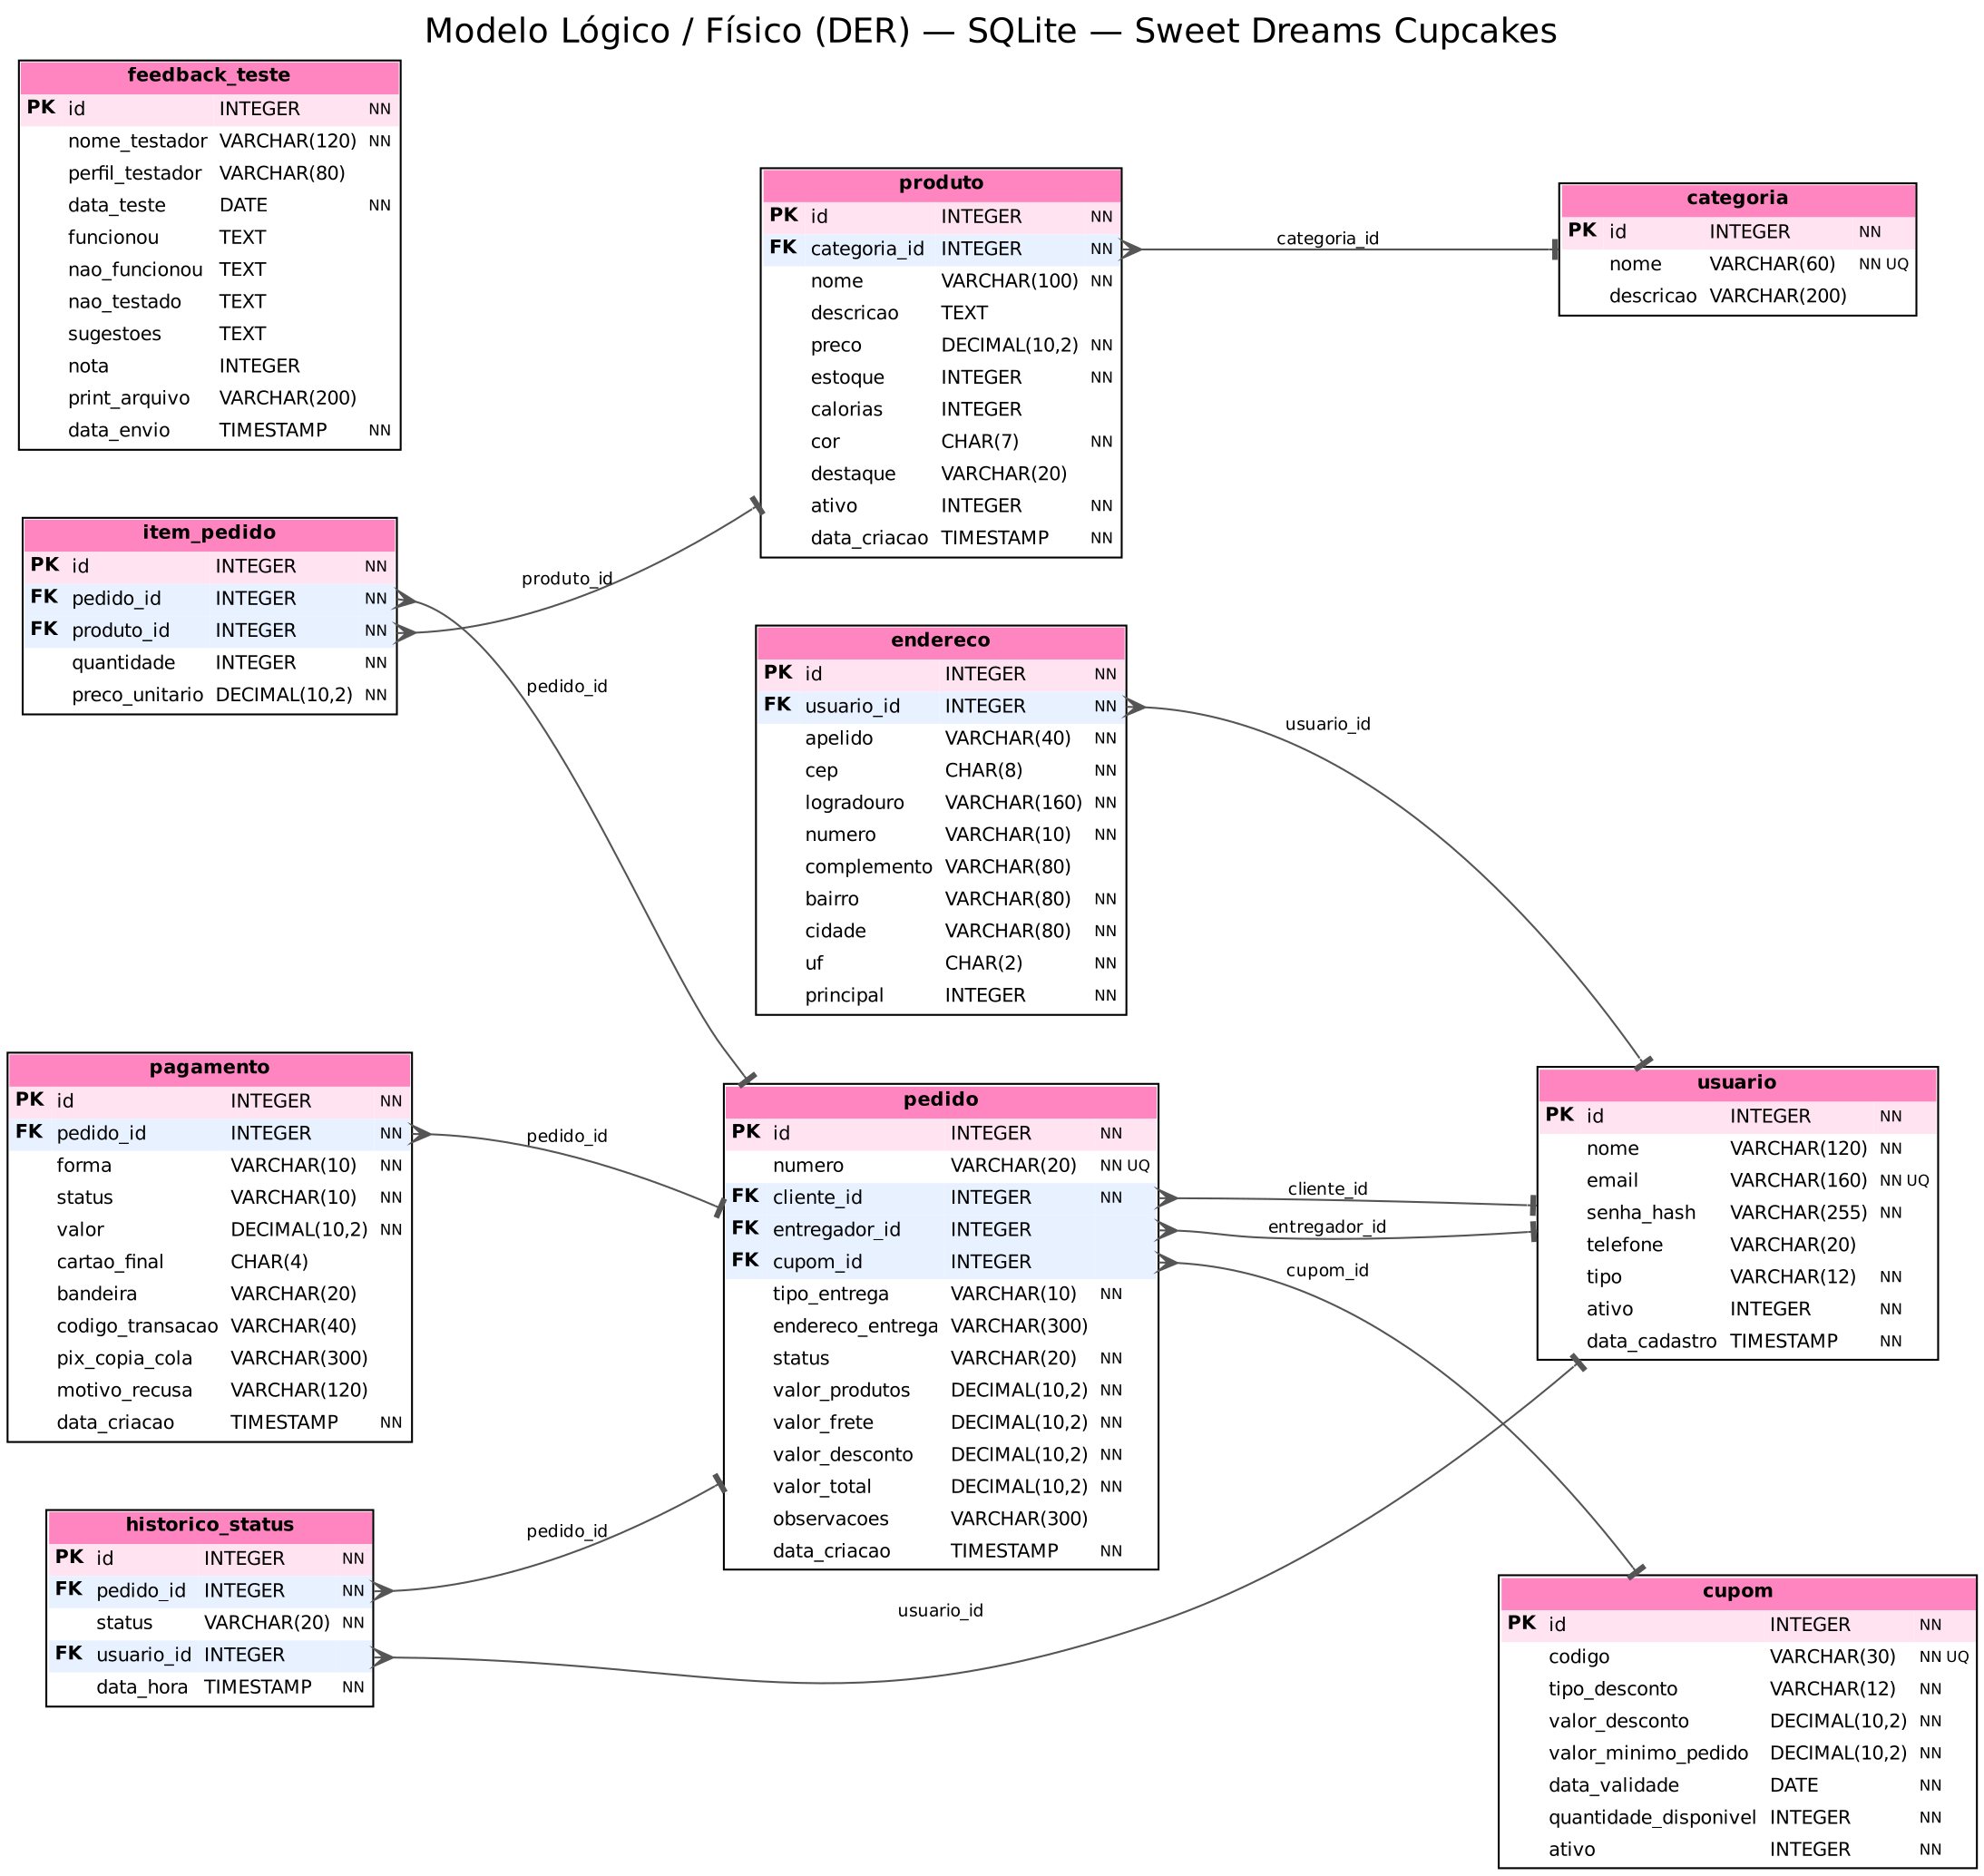 Modelo Lógico / Físico (DER) — SQLite — Sweet Dreams Cupcakes
feedback_teste
PK id INTEGER NN
nome_testador VARCHAR(120) NN
perfil_testador VARCHAR(80)
data_teste DATE NN
funcionou TEXT
nao_funcionou TEXT
nao_testado TEXT
sugestoes TEXT
nota INTEGER
print_arquivo VARCHAR(200)
data_envio TIMESTAMP NN
produto
PK id INTEGER NN
FK categoria_id INTEGER NN
nome VARCHAR(100) NN
descricao TEXT
preco DECIMAL(10,2) NN
estoque INTEGER NN
calorias INTEGER
cor CHAR(7) NN
destaque VARCHAR(20)
ativo INTEGER NN
data_criacao TIMESTAMP NN
categoria_id
categoria
PK id INTEGER NN
nome VARCHAR(60) NN UQ
descricao VARCHAR(200)
item_pedido
PK id INTEGER NN
FK pedido_id INTEGER NN
FK produto_id INTEGER NN
quantidade INTEGER NN
preco_unitario DECIMAL(10,2) NN
produto_id
pedido_id
endereco
PK id INTEGER NN
FK usuario_id INTEGER NN
apelido VARCHAR(40) NN
cep CHAR(8) NN
logradouro VARCHAR(160) NN
numero VARCHAR(10) NN
complemento VARCHAR(80)
bairro VARCHAR(80) NN
cidade VARCHAR(80) NN
uf CHAR(2) NN
principal INTEGER NN
usuario_id
pagamento
PK id INTEGER NN
FK pedido_id INTEGER NN
forma VARCHAR(10) NN
status VARCHAR(10) NN
valor DECIMAL(10,2) NN
cartao_final CHAR(4)
bandeira VARCHAR(20)
codigo_transacao VARCHAR(40)
pix_copia_cola VARCHAR(300)
motivo_recusa VARCHAR(120)
data_criacao TIMESTAMP NN
pedido_id
pedido
PK id INTEGER NN
numero VARCHAR(20) NN UQ
FK cliente_id INTEGER NN
FK entregador_id INTEGER
FK cupom_id INTEGER
tipo_entrega VARCHAR(10) NN
endereco_entrega VARCHAR(300)
status VARCHAR(20) NN
valor_produtos DECIMAL(10,2) NN
valor_frete DECIMAL(10,2) NN
valor_desconto DECIMAL(10,2) NN
valor_total DECIMAL(10,2) NN
observacoes VARCHAR(300)
data_criacao TIMESTAMP NN
cliente_id
entregador_id
cupom_id
usuario
PK id INTEGER NN
nome VARCHAR(120) NN
email VARCHAR(160) NN UQ
senha_hash VARCHAR(255) NN
telefone VARCHAR(20)
tipo VARCHAR(12) NN
ativo INTEGER NN
data_cadastro TIMESTAMP NN
historico_status
PK id INTEGER NN
FK pedido_id INTEGER NN
status VARCHAR(20) NN
FK usuario_id INTEGER
data_hora TIMESTAMP NN
pedido_id
usuario_id
cupom
PK id INTEGER NN
codigo VARCHAR(30) NN UQ
tipo_desconto VARCHAR(12) NN
valor_desconto DECIMAL(10,2) NN
valor_minimo_pedido DECIMAL(10,2) NN
data_validade DATE NN
quantidade_disponivel INTEGER NN
ativo INTEGER NN